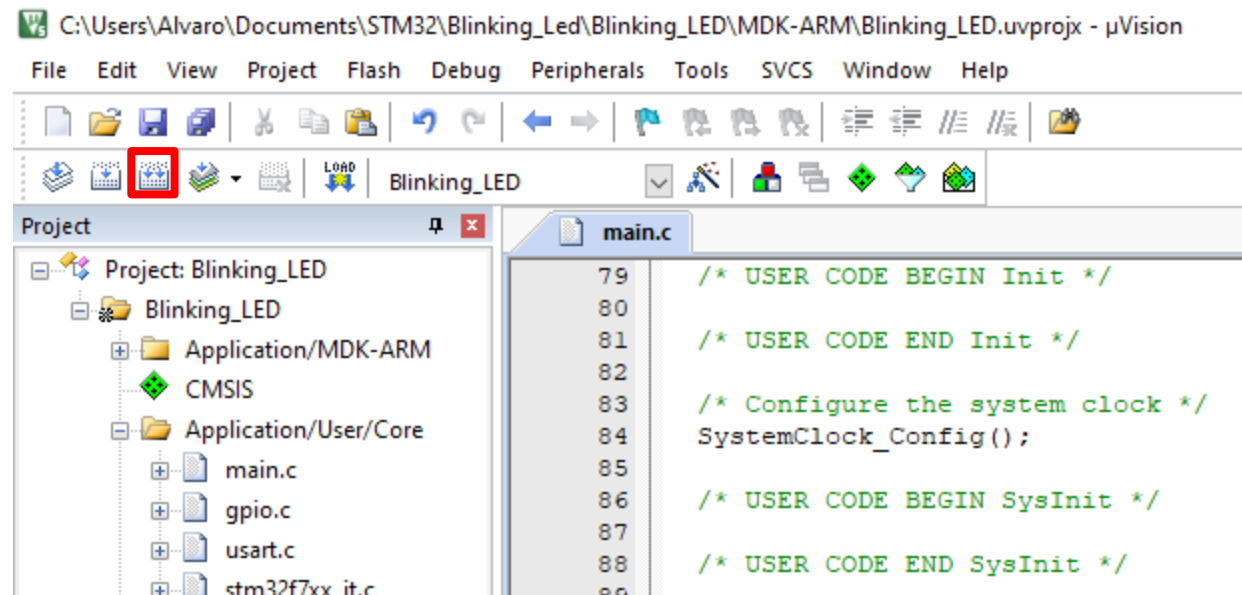 C:\Users\Alvaro\Documents\STM32\Blinking_Led\Blinking_LED\MDK-ARM\Blinking_LED.uvprojx - µVision
File Edit View Project Flash Debug Peripherals Tools SVCS Window Help
LOAD Blinking_LED
Project
main.c
Project: Blinking_LED
Blinking_LED
Application/MDK-ARM
CMSIS
Application/User/Core
main.c
gpio.c
usart.c
stm32f7xx_it.c
79 /* USER CODE BEGIN Init */
80
81 /* USER CODE END Init */
82
83 /* Configure the system clock */
84 SystemClock_Config();
85
86 /* USER CODE BEGIN SysInit */
87
88 /* USER CODE END SysInit */
89